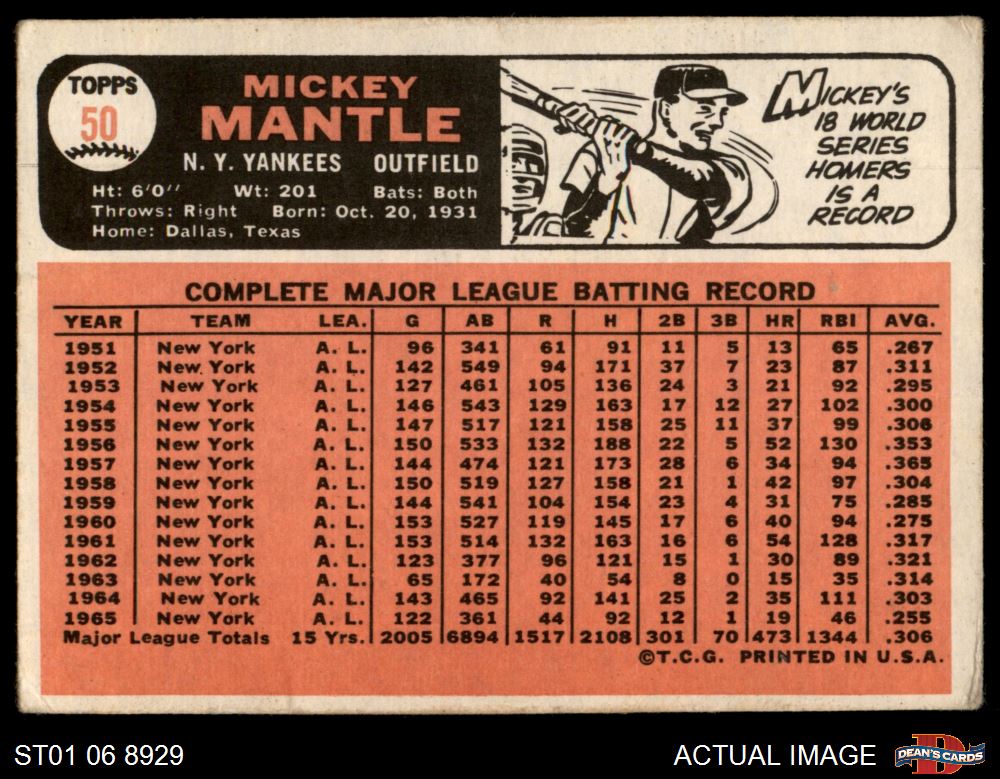 TOPPS
50
MICKEY
MANTLE
N. Y. YANKEES OUTFIELD
Ht: 6'0" Wt: 201 Bats: Both
Throws: Right Born: Oct. 20, 1931
Home: Dallas, Texas
MICKEY'S
18 WORLD
SERIES
HOMERS
IS A
RECORD
COMPLETE MAJOR LEAGUE BATTING RECORD
YEAR TEAM LEA. G AB R H 2B 3B HR RBI AVG.
1951 New York A. L. 96 341 61 91 11 5 13 65 .267
1952 New York A. L. 142 549 94 171 37 7 23 87 .311
1953 New York A. L. 127 461 105 136 24 3 21 92 .295
1954 New York A. L. 146 543 129 163 17 12 27 102 .300
1955 New York A. L. 147 517 121 158 25 11 37 99 .306
1956 New York A. L. 150 533 132 188 22 5 52 130 .353
1957 New York A. L. 144 474 121 173 28 6 34 94 .365
1958 New York A. L. 150 519 127 158 21 1 42 97 .304
1959 New York A. L. 144 541 104 154 23 4 31 75 .285
1960 New York A. L. 153 527 119 145 17 6 40 94 .275
1961 New York A. L. 153 514 132 163 16 6 54 128 .317
1962 New York A. L. 123 377 96 121 15 1 30 89 .321
1963 New York A. L. 65 172 40 54 8 0 15 35 .314
1964 New York A. L. 143 465 92 141 25 2 35 111 .303
1965 New York A. L. 122 361 44 92 12 1 19 46 .255
Major League Totals 15 Yrs. 2005 6894 1517 2108 301 70 473 1344 .306
©T.C.G. PRINTED IN U.S.A.
ST01 06 8929 ACTUAL IMAGE
D
DEAN'S CARDS